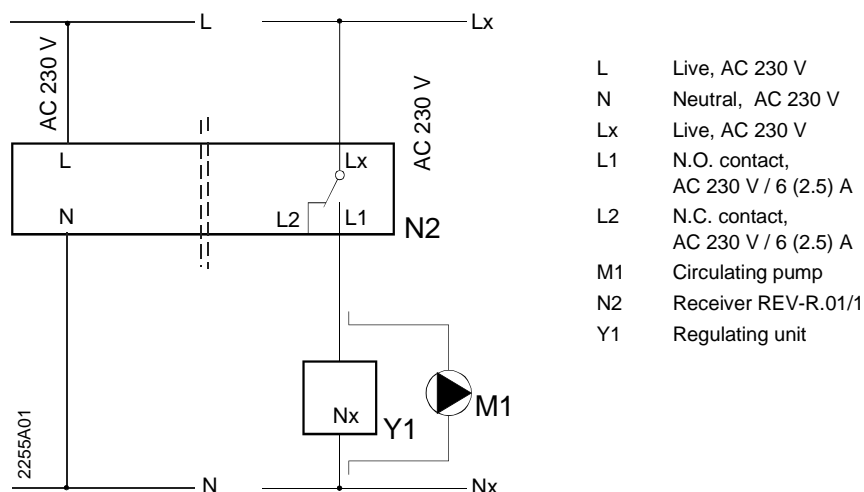 L
Lx
AC 230 V
AC 230 V
L
Lx
N
L2
L1
N2
Nx
Y1
M1
2255A01
N
Nx
L Live, AC 230 V
N Neutral, AC 230 V
Lx Live, AC 230 V
L1 N.O. contact,
AC 230 V / 6 (2.5) A
L2 N.C. contact,
AC 230 V / 6 (2.5) A
M1 Circulating pump
N2 Receiver REV-R.01/1
Y1 Regulating unit